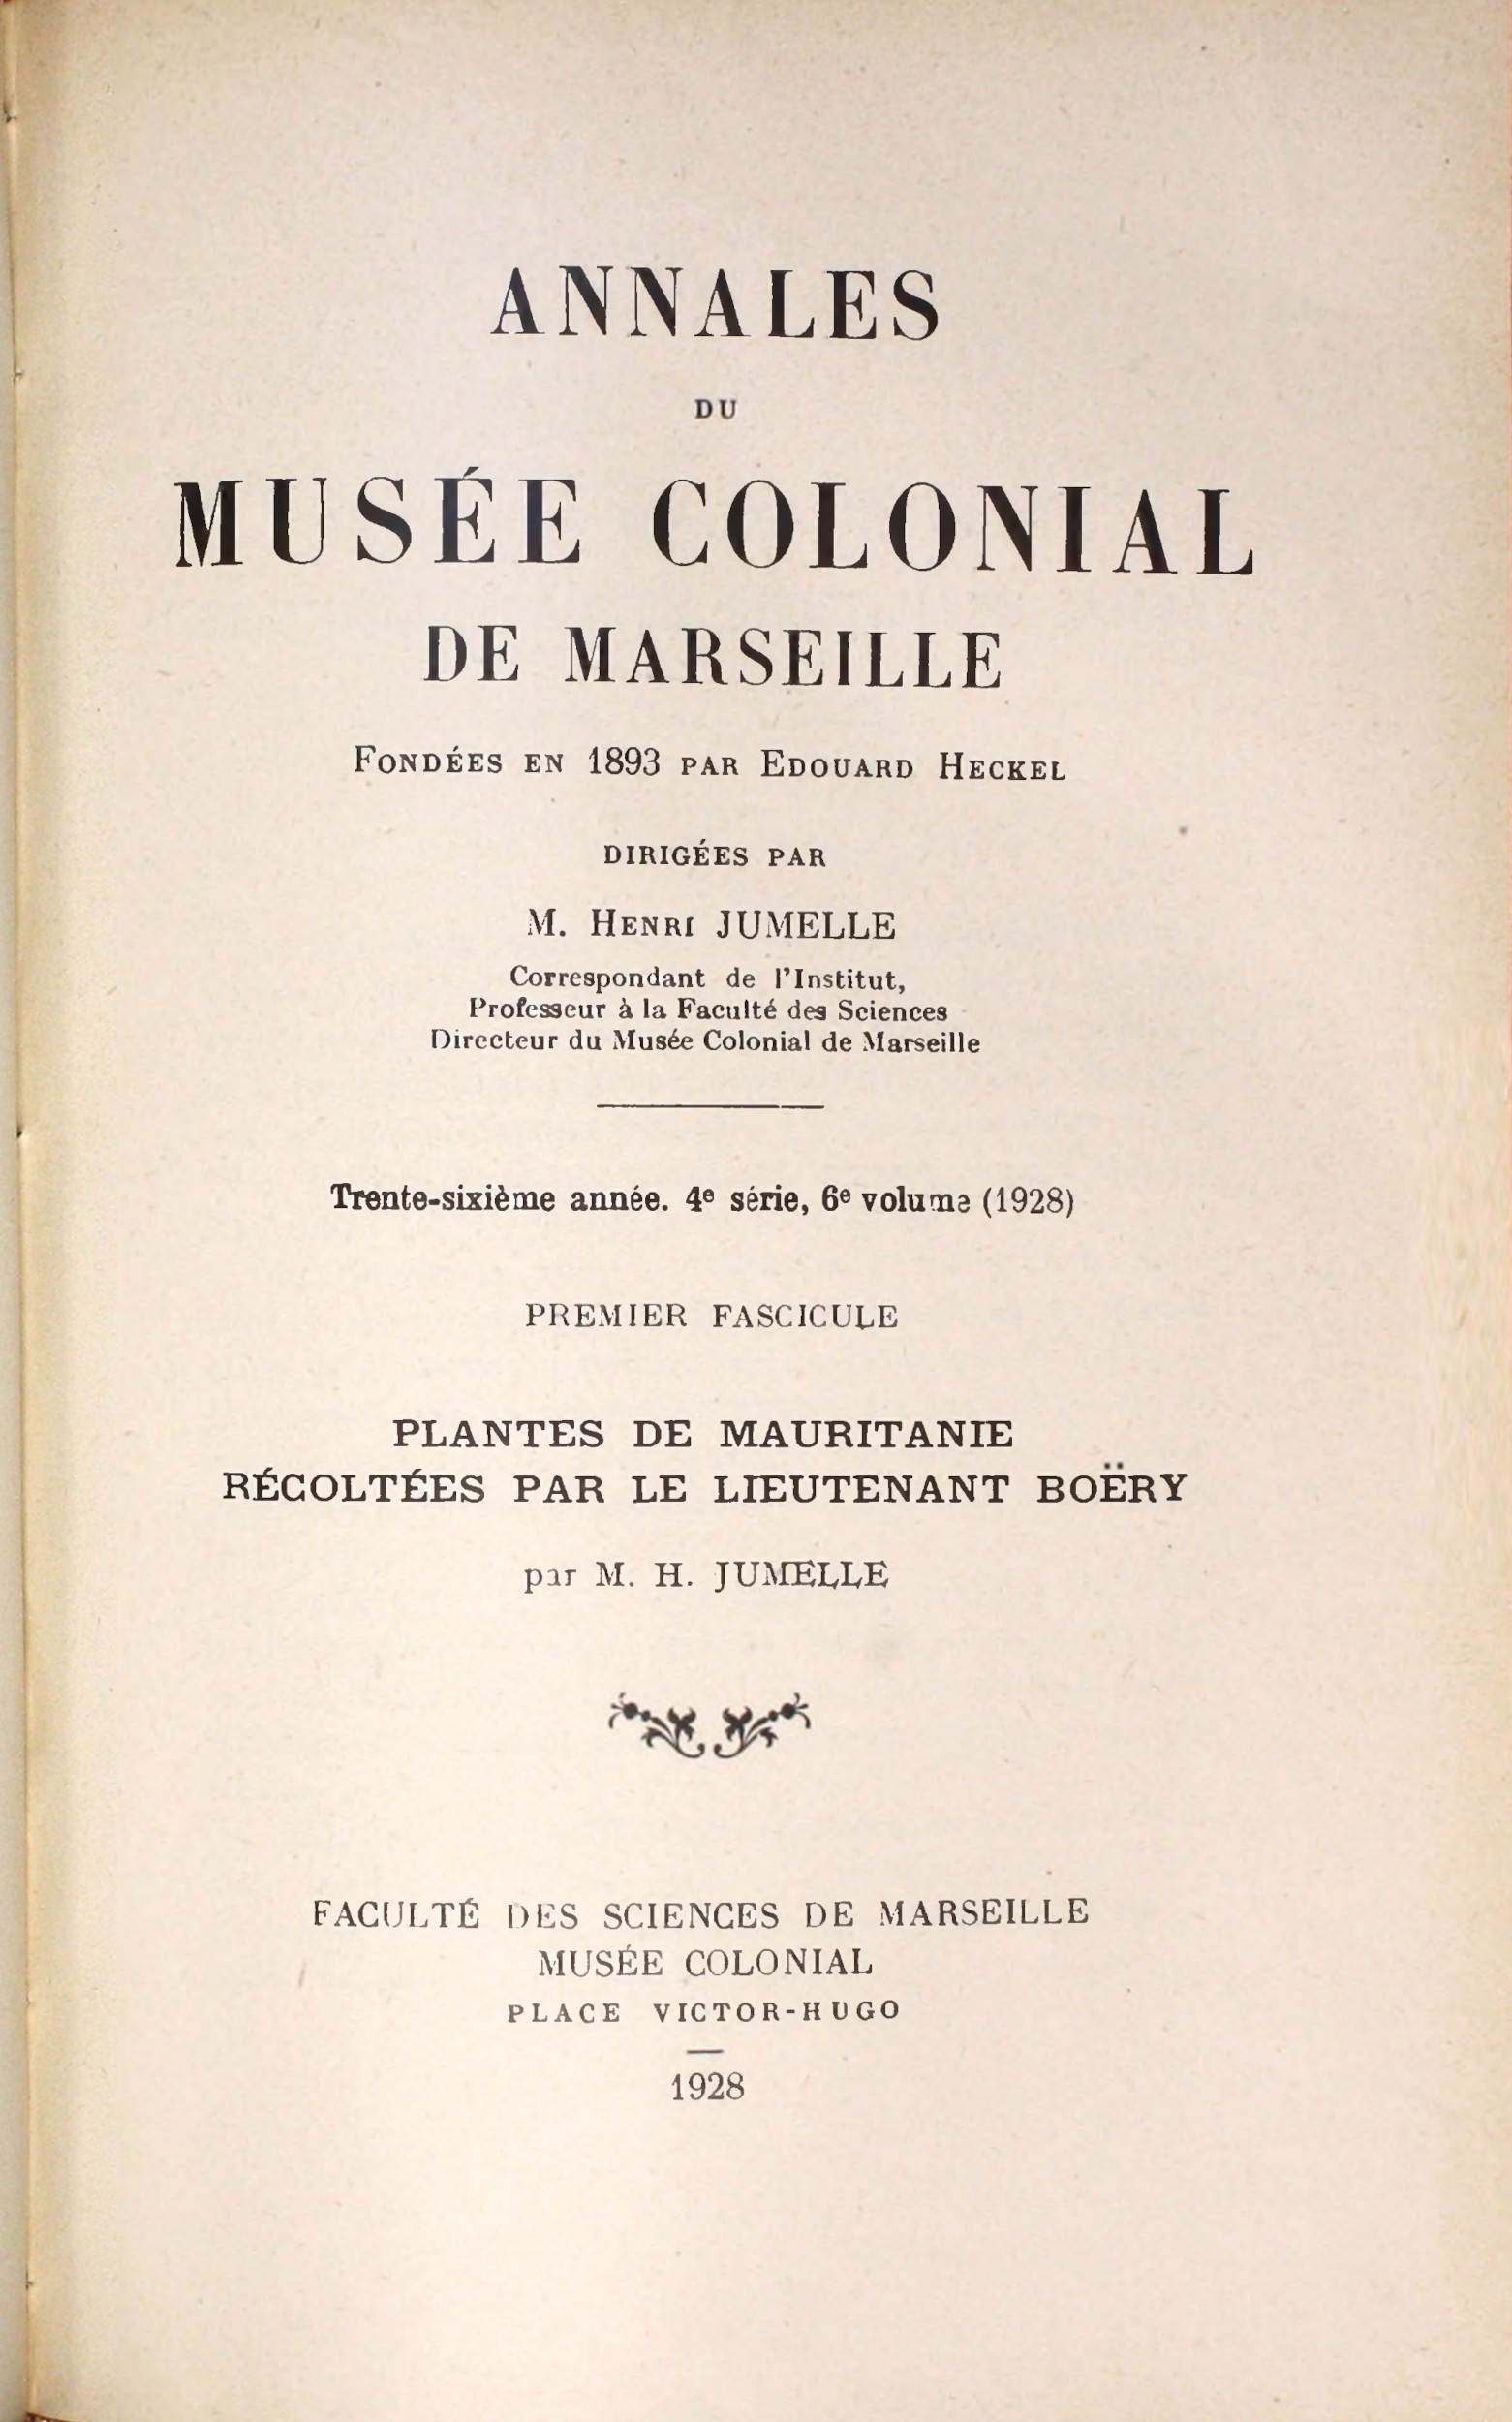 ANNALES
DU
MUSÉE COLONIAL
DE MARSEILLE
FONDÉES EN 1893 PAR EDOUARD HECKEL
DIRIGÉES PAR
M. HENRI JUMELLE
Correspondant de l'Institut,
Professeur à la Faculté des Sciences
Directeur du Musée Colonial de Marseille
Trente-sixième année. 4e série, 6e volume (1928)
PREMIER FASCICULE
PLANTES DE MAURITANIE
RÉCOLTÉES PAR LE LIEUTENANT BOËRY
par M. H. JUMELLE
FACULTÉ DES SCIENCES DE MARSEILLE
MUSÉE COLONIAL
PLACE VICTOR-HUGO
1928